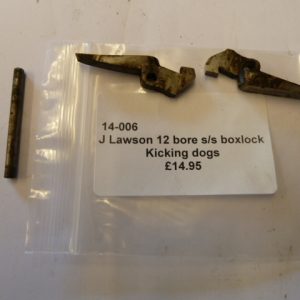 14-006
J Lawson 12 bore s/s boxlock
Kicking dogs
£14.95